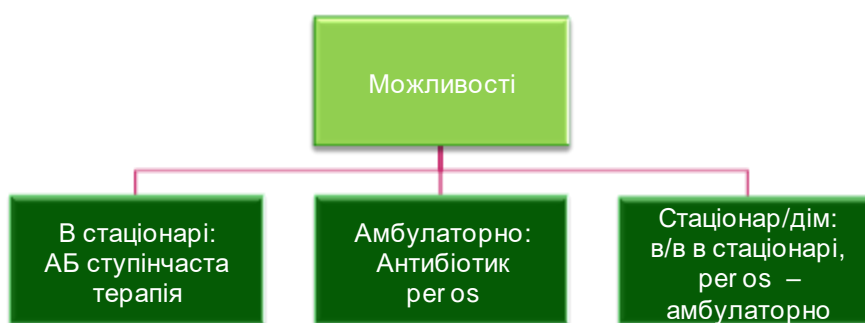 Можливості
В стаціонарі:
АБ ступінчаста
терапія
Амбулаторно:
Антибіотик
per os
Стаціонар/дім:
в/в в стаціонарі,
per os –
амбулаторно